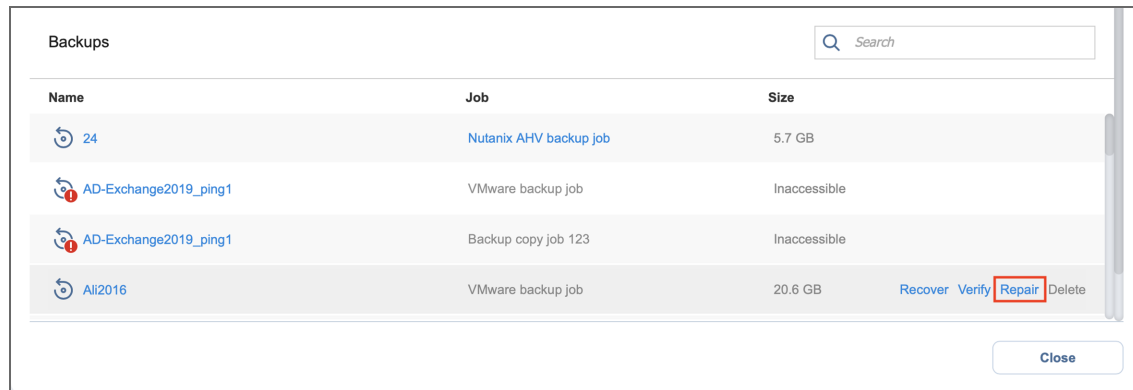 Backups
Search
Name Job Size
24 Nutanix AHV backup job 5.7 GB
AD-Exchange2019_ping1 VMware backup job Inaccessible
AD-Exchange2019_ping1 Backup copy job 123 Inaccessible
Ali2016 VMware backup job 20.6 GB Recover Verify Repair Delete
Close